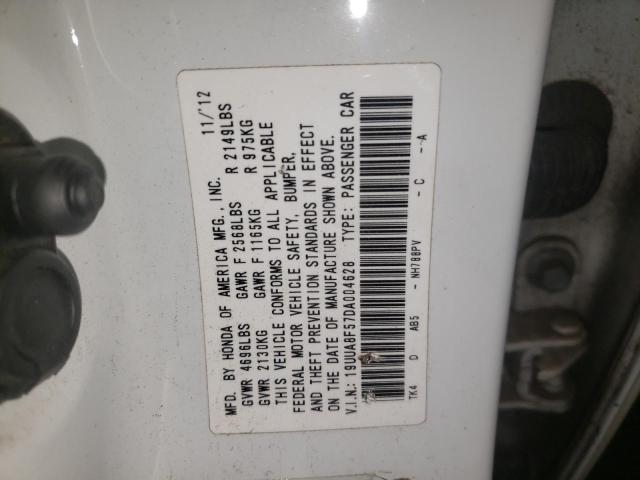 MFD. BY HONDA OF AMERICA MFG., INC. 11/12
GVWR 4696LBS GAWR F 2568LBS R 2149LBS
GVWR 2130KG GAWR F 1165KG R 975KG
THIS VEHICLE CONFORMS TO ALL APPLICABLE
FEDERAL MOTOR VEHICLE SAFETY, BUMPER,
AND THEFT PREVENTION STANDARDS IN EFFECT
ON THE DATE OF MANUFACTURE SHOWN ABOVE.
V.I.N.: 19UUA8F57DA004628 TYPE: PASSENGER CAR
TK4 D AB5 - NH788PV - C - -A